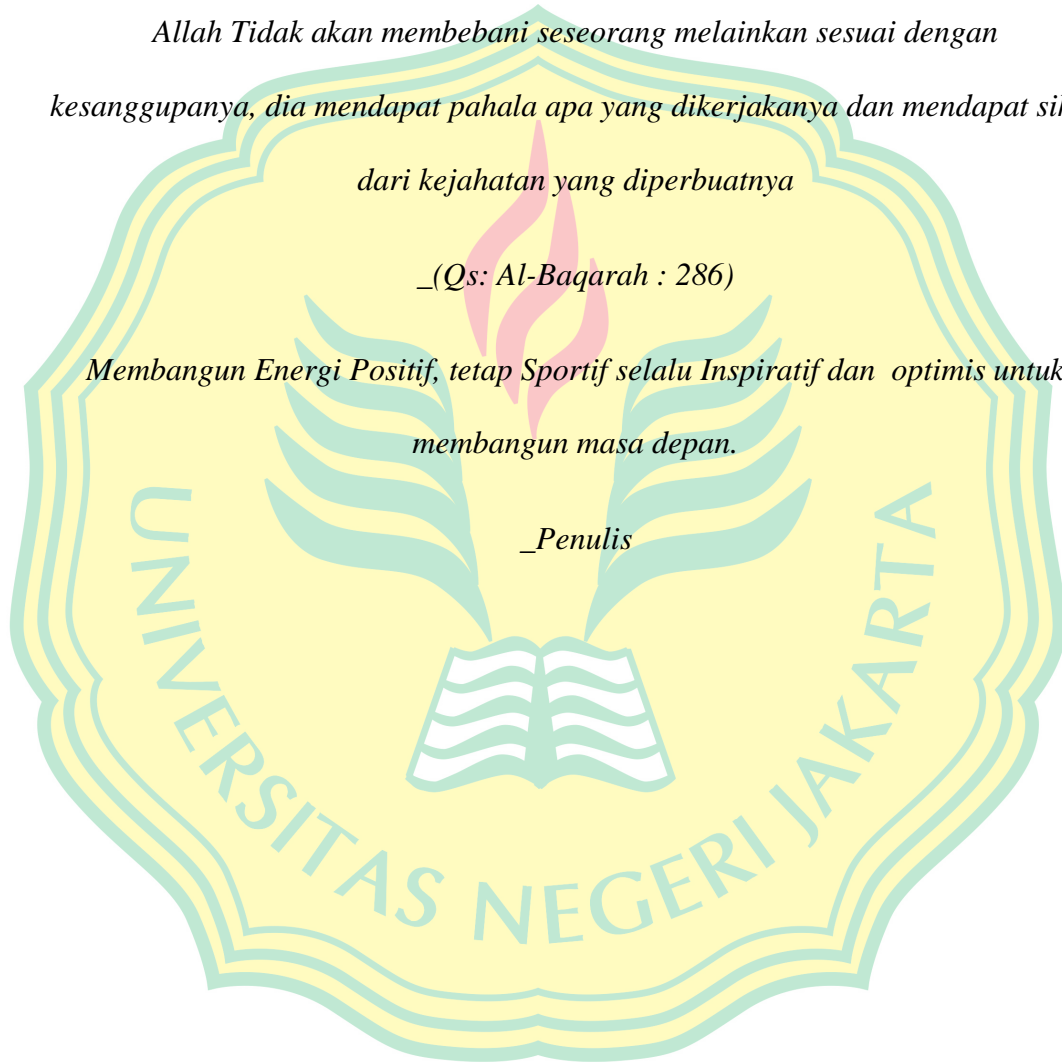 Allah Tidak akan membebani seseorang melainkan sesuai dengan
kesanggupanya, dia mendapat pahala apa yang dikerjakanya dan mendapat
dari kejahatan yang diperbuatnya
_(Qs: Al-Baqarah : 286)
Membangun Energi Positif, tetap Sportif selalu Inspiratif dan optimis untuk
membangun masa depan.
_Penulis
UNIVERSITAS NEGERI JAKARTA